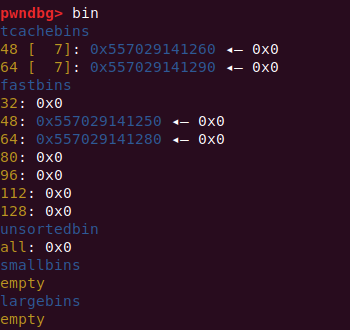 pwndbg> bin
tcachebins
48 [  7]: 0x557029141260 ◂— 0x0
64 [  7]: 0x557029141290 ◂— 0x0
fastbins
32: 0x0
48: 0x557029141250 ◂— 0x0
64: 0x557029141280 ◂— 0x0
80: 0x0
96: 0x0
112: 0x0
128: 0x0
unsortedbin
all: 0x0
smallbins
empty
largebins
empty